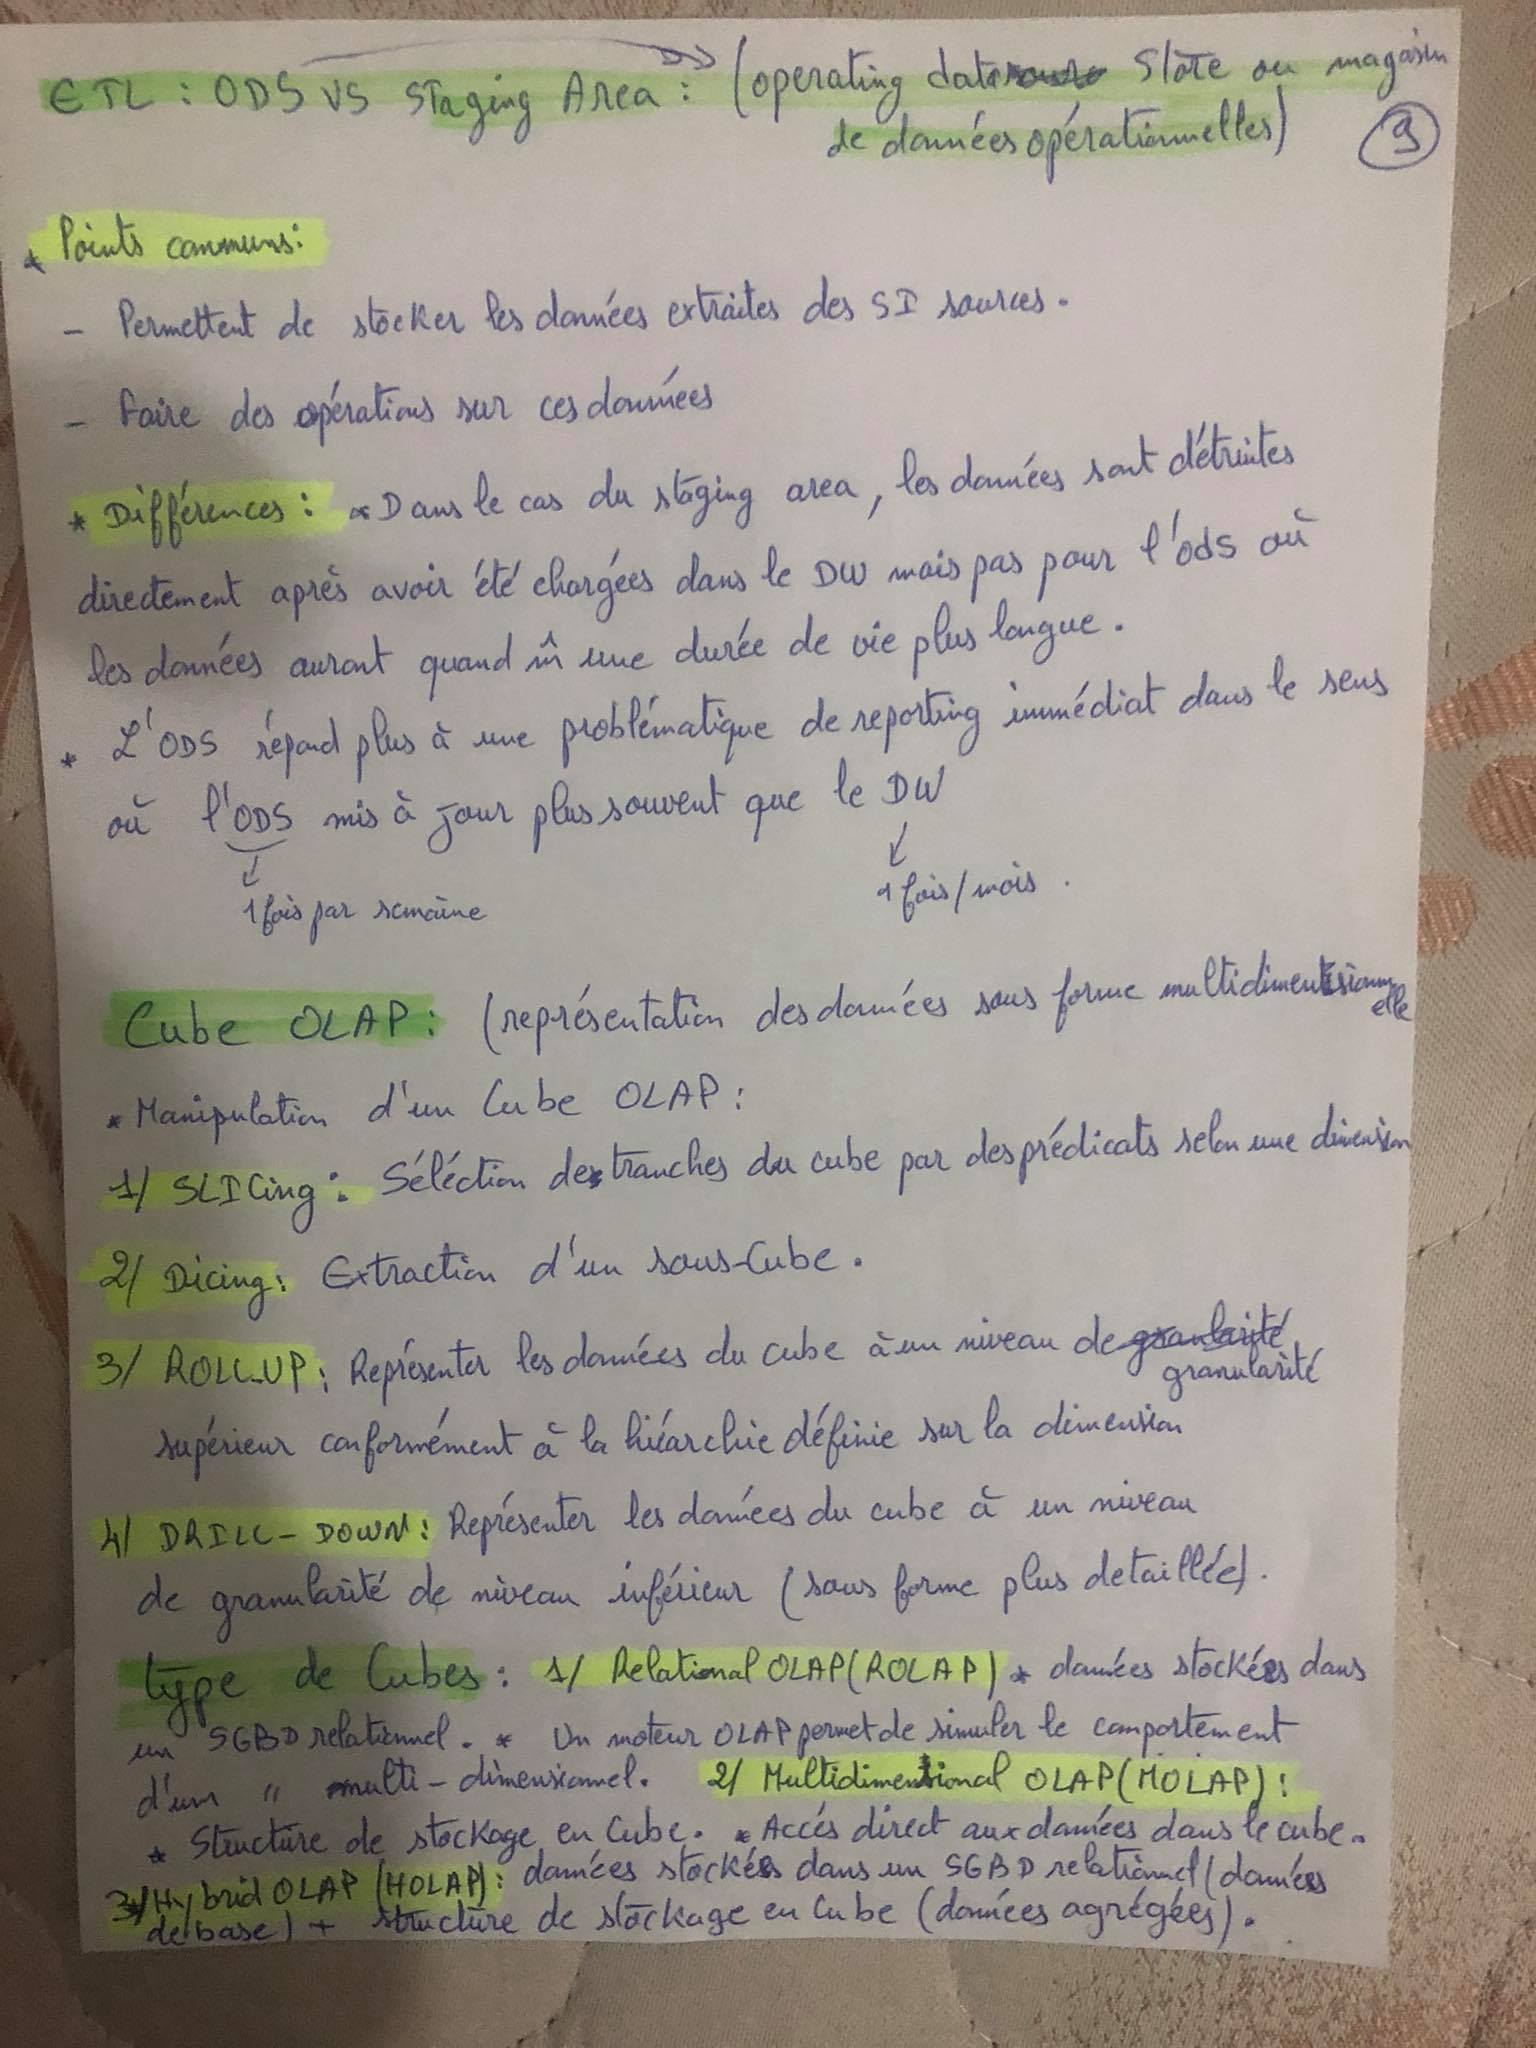 ETL : ODS VS Staging Area : (operating data Store ou magasin
de données opérationnelles)
9
* Points communs :
- Permettent de stocker les données extraites des SI sources.
- Faire des opérations sur ces données
* Différences : * Dans le cas du staging area, les données sont détruites
directement après avoir été chargées dans le DW mais pas pour l'ODS où
les données auront quand m̂ une durée de vie plus longue.
* L'ODS répond plus à une problématique de reporting immédiat dans le sens
où l'ODS mis à jour plus souvent que le DW
↓ ↓
1 fois par semaine 1 fois/mois.
Cube OLAP : (représentation des données sous forme multidimensionnelle
* Manipulation d'un Cube OLAP :
1/ SLICing : Séléction des tranches du cube par des prédicats selon une dimension
2/ Dicing : Extraction d'un sous-Cube.
3/ ROLL-UP : Représenter les données du cube à un niveau de granularité
supérieur conformément à la hiérarchie définie sur la dimension
4/ DRILL-DOWN : Représenter les données du cube à un niveau
de granularité de niveau inférieur (sous forme plus detaillée).
type de Cubes : 1/ Relational OLAP (ROLAP) * données stockées dans
un SGBD relationnel. * Un moteur OLAP permet de simuler le comportement
d'un " multi-dimensionnel. 2/ Multidimentional OLAP (MOLAP) :
* Structure de stockage en Cube. * Accés direct aux données dans le cube.
3/ Hybrid OLAP (HOLAP) : données stockées dans un SGBD relationnel (données
de base) + structure de stockage en Cube (données agrégées).